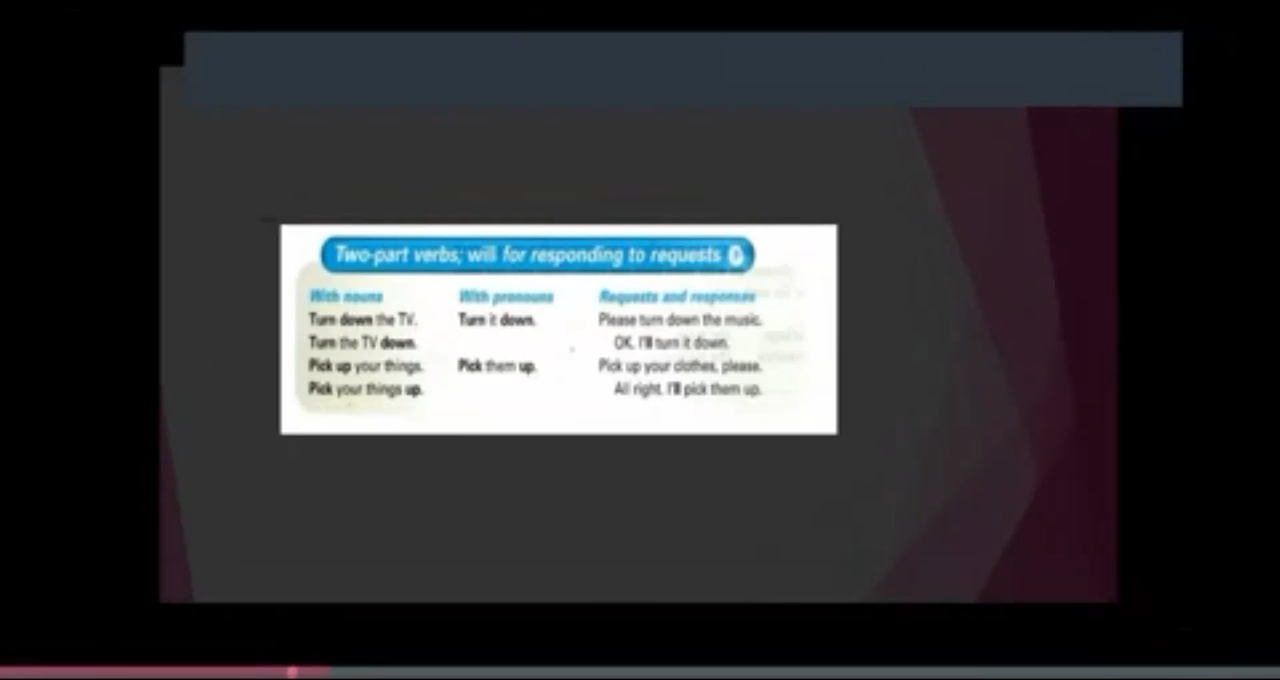 Two-part verbs; will for responding to requests
With nouns With pronouns Requests and responses
Turn down the TV. Turn it down. Please turn down the music.
Turn the TV down. OK. I'll turn it down.
Pick up your things. Pick them up. Pick up your clothes, please.
Pick your things up. All right. I'll pick them up.